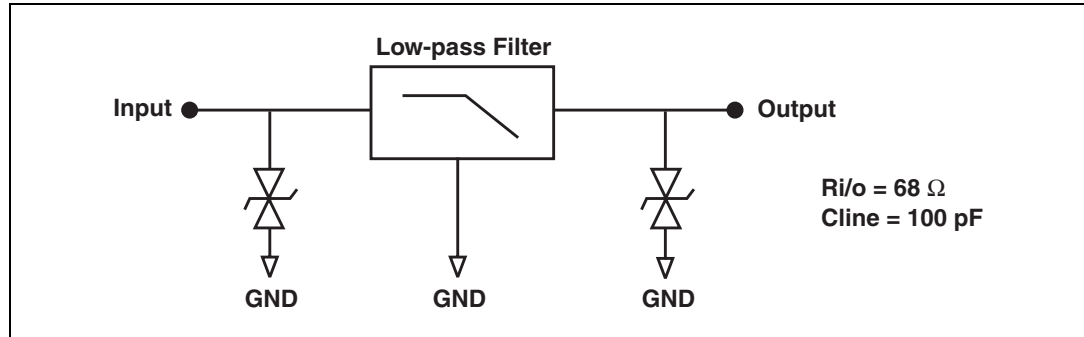 Low-pass Filter
Input
Output
Ri/o = 68 Ω
Cline = 100 pF
GND
GND
GND